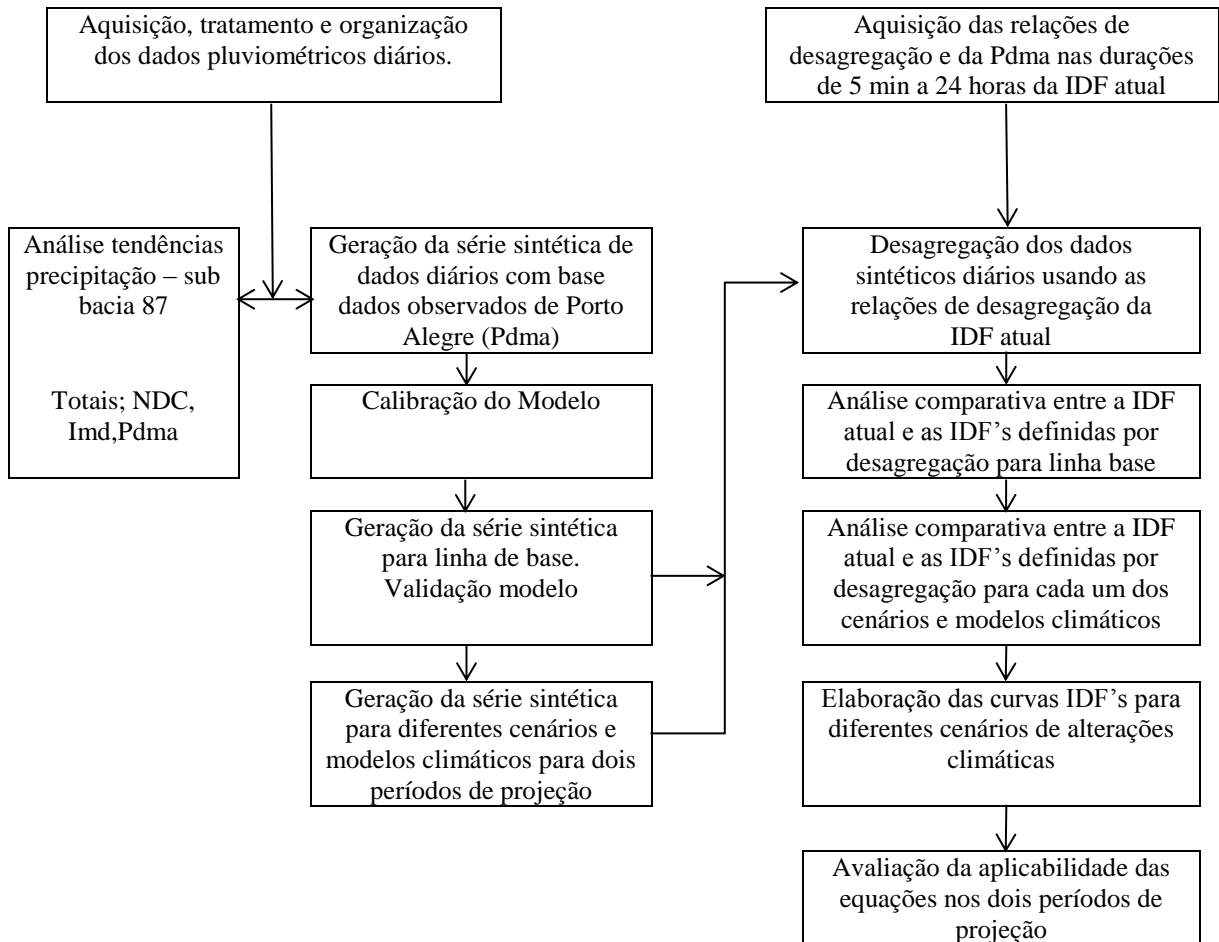 Aquisição, tratamento e organização
dos dados pluviométricos diários.
Aquisição das relações de
desagregação e da Pdma nas durações
de 5 min a 24 horas da IDF atual
Análise tendências
precipitação – sub
bacia 87
Totais; NDC,
Imd,Pdma
Geração da série sintética de
dados diários com base
dados observados de Porto
Alegre (Pdma)
Calibração do Modelo
Geração da série sintética
para linha de base.
Validação modelo
Geração da série sintética
para diferentes cenários e
modelos climáticos para dois
períodos de projeção
Desagregação dos dados
sintéticos diários usando as
relações de desagregação da
IDF atual
Análise comparativa entre a IDF
atual e as IDF’s definidas por
desagregação para linha base
Análise comparativa entre a IDF
atual e as IDF’s definidas por
desagregação para cada um dos
cenários e modelos climáticos
Elaboração das curvas IDF’s para
diferentes cenários de alterações
climáticas
Avaliação da aplicabilidade das
equações nos dois períodos de
projeção